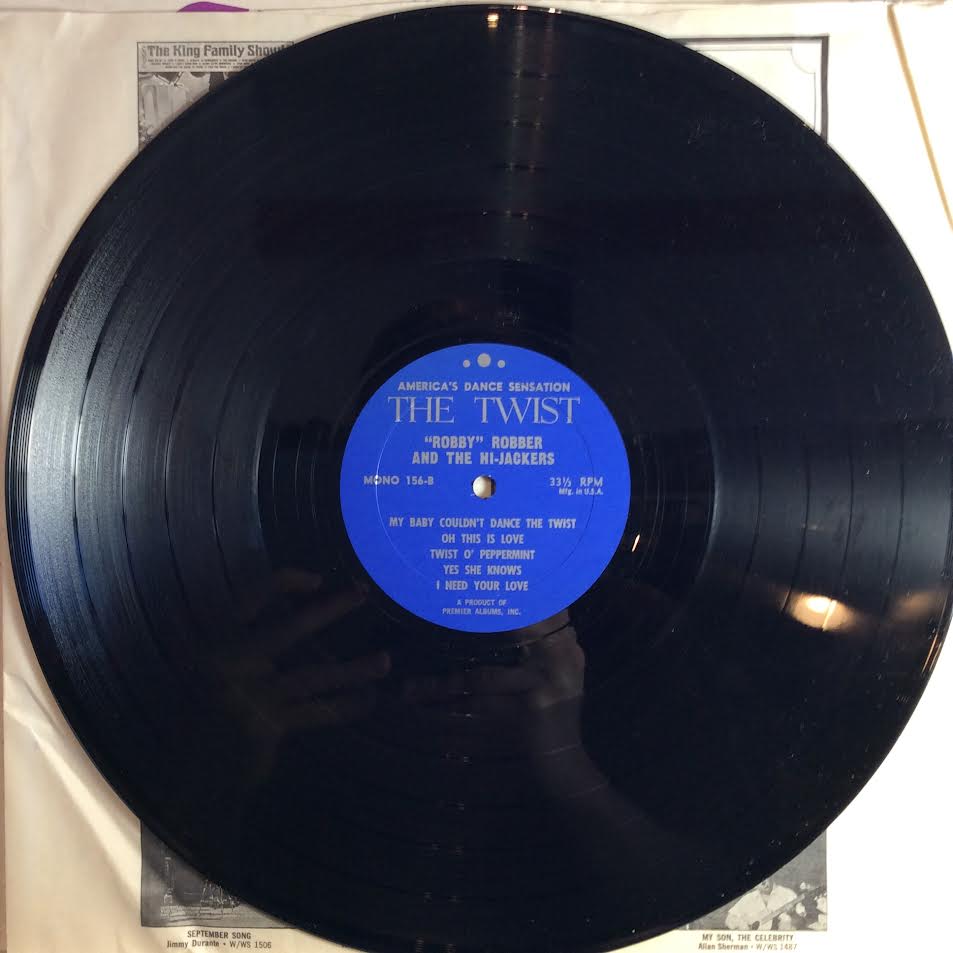 The King Family Show!
AMERICA'S DANCE SENSATION
THE TWIST
"ROBBY" ROBBER
AND THE HI-JACKERS
MONO 156-B
33⅓ RPM
Mfg. in U.S.A.
MY BABY COULDN'T DANCE THE TWIST
OH THIS IS LOVE
TWIST O' PEPPERMINT
YES SHE KNOWS
I NEED YOUR LOVE
A PRODUCT OF
PREMIER ALBUMS, INC.
SEPTEMBER SONG
Jimmy Durante • W/WS 1506
MY SON, THE CELEBRITY
Allan Sherman • W/WS 1487